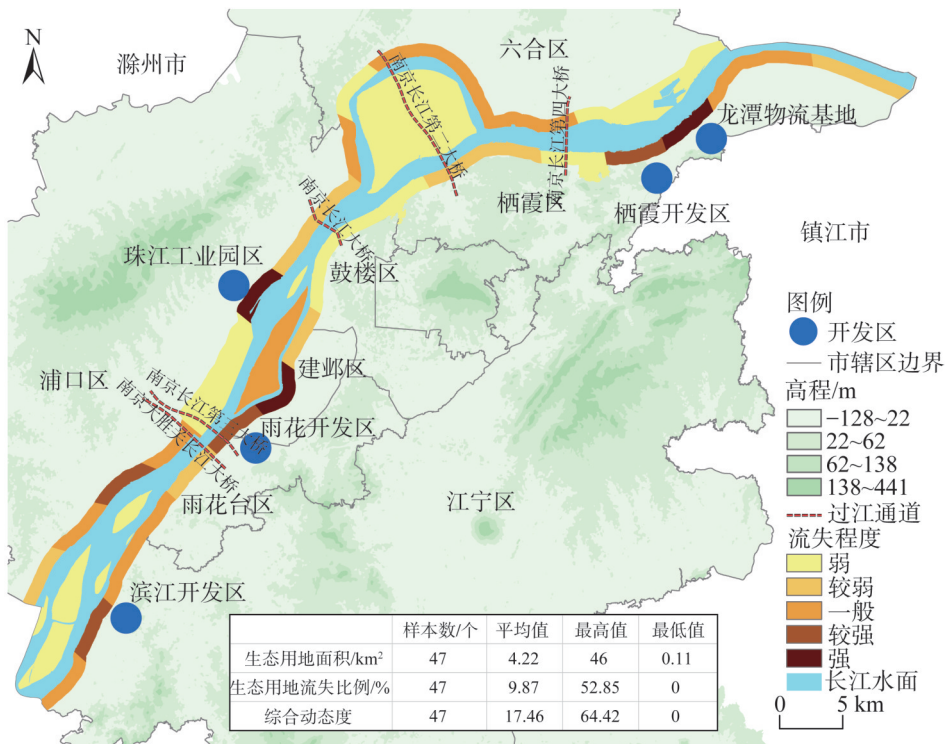 N
滁州市
六合区
南京长江第二大桥
南京长江第四大桥
龙潭物流基地
南京长江大桥
栖霞区
栖霞开发区
镇江市
珠江工业园区
鼓楼区
浦口区
建邺区
南京长江第三大桥
南京大胜关长江大桥
雨花开发区
雨花台区
江宁区
滨江开发区
图例
开发区
市辖区边界
高程/m
−128~22
22~62
62~138
138~441
过江通道
流失程度
弱
较弱
一般
较强
强
长江水面
0 5 km
样本数/个 平均值 最高值 最低值
生态用地面积/km² 47 4.22 46 0.11
生态用地流失比例/% 47 9.87 52.85 0
综合动态度 47 17.46 64.42 0